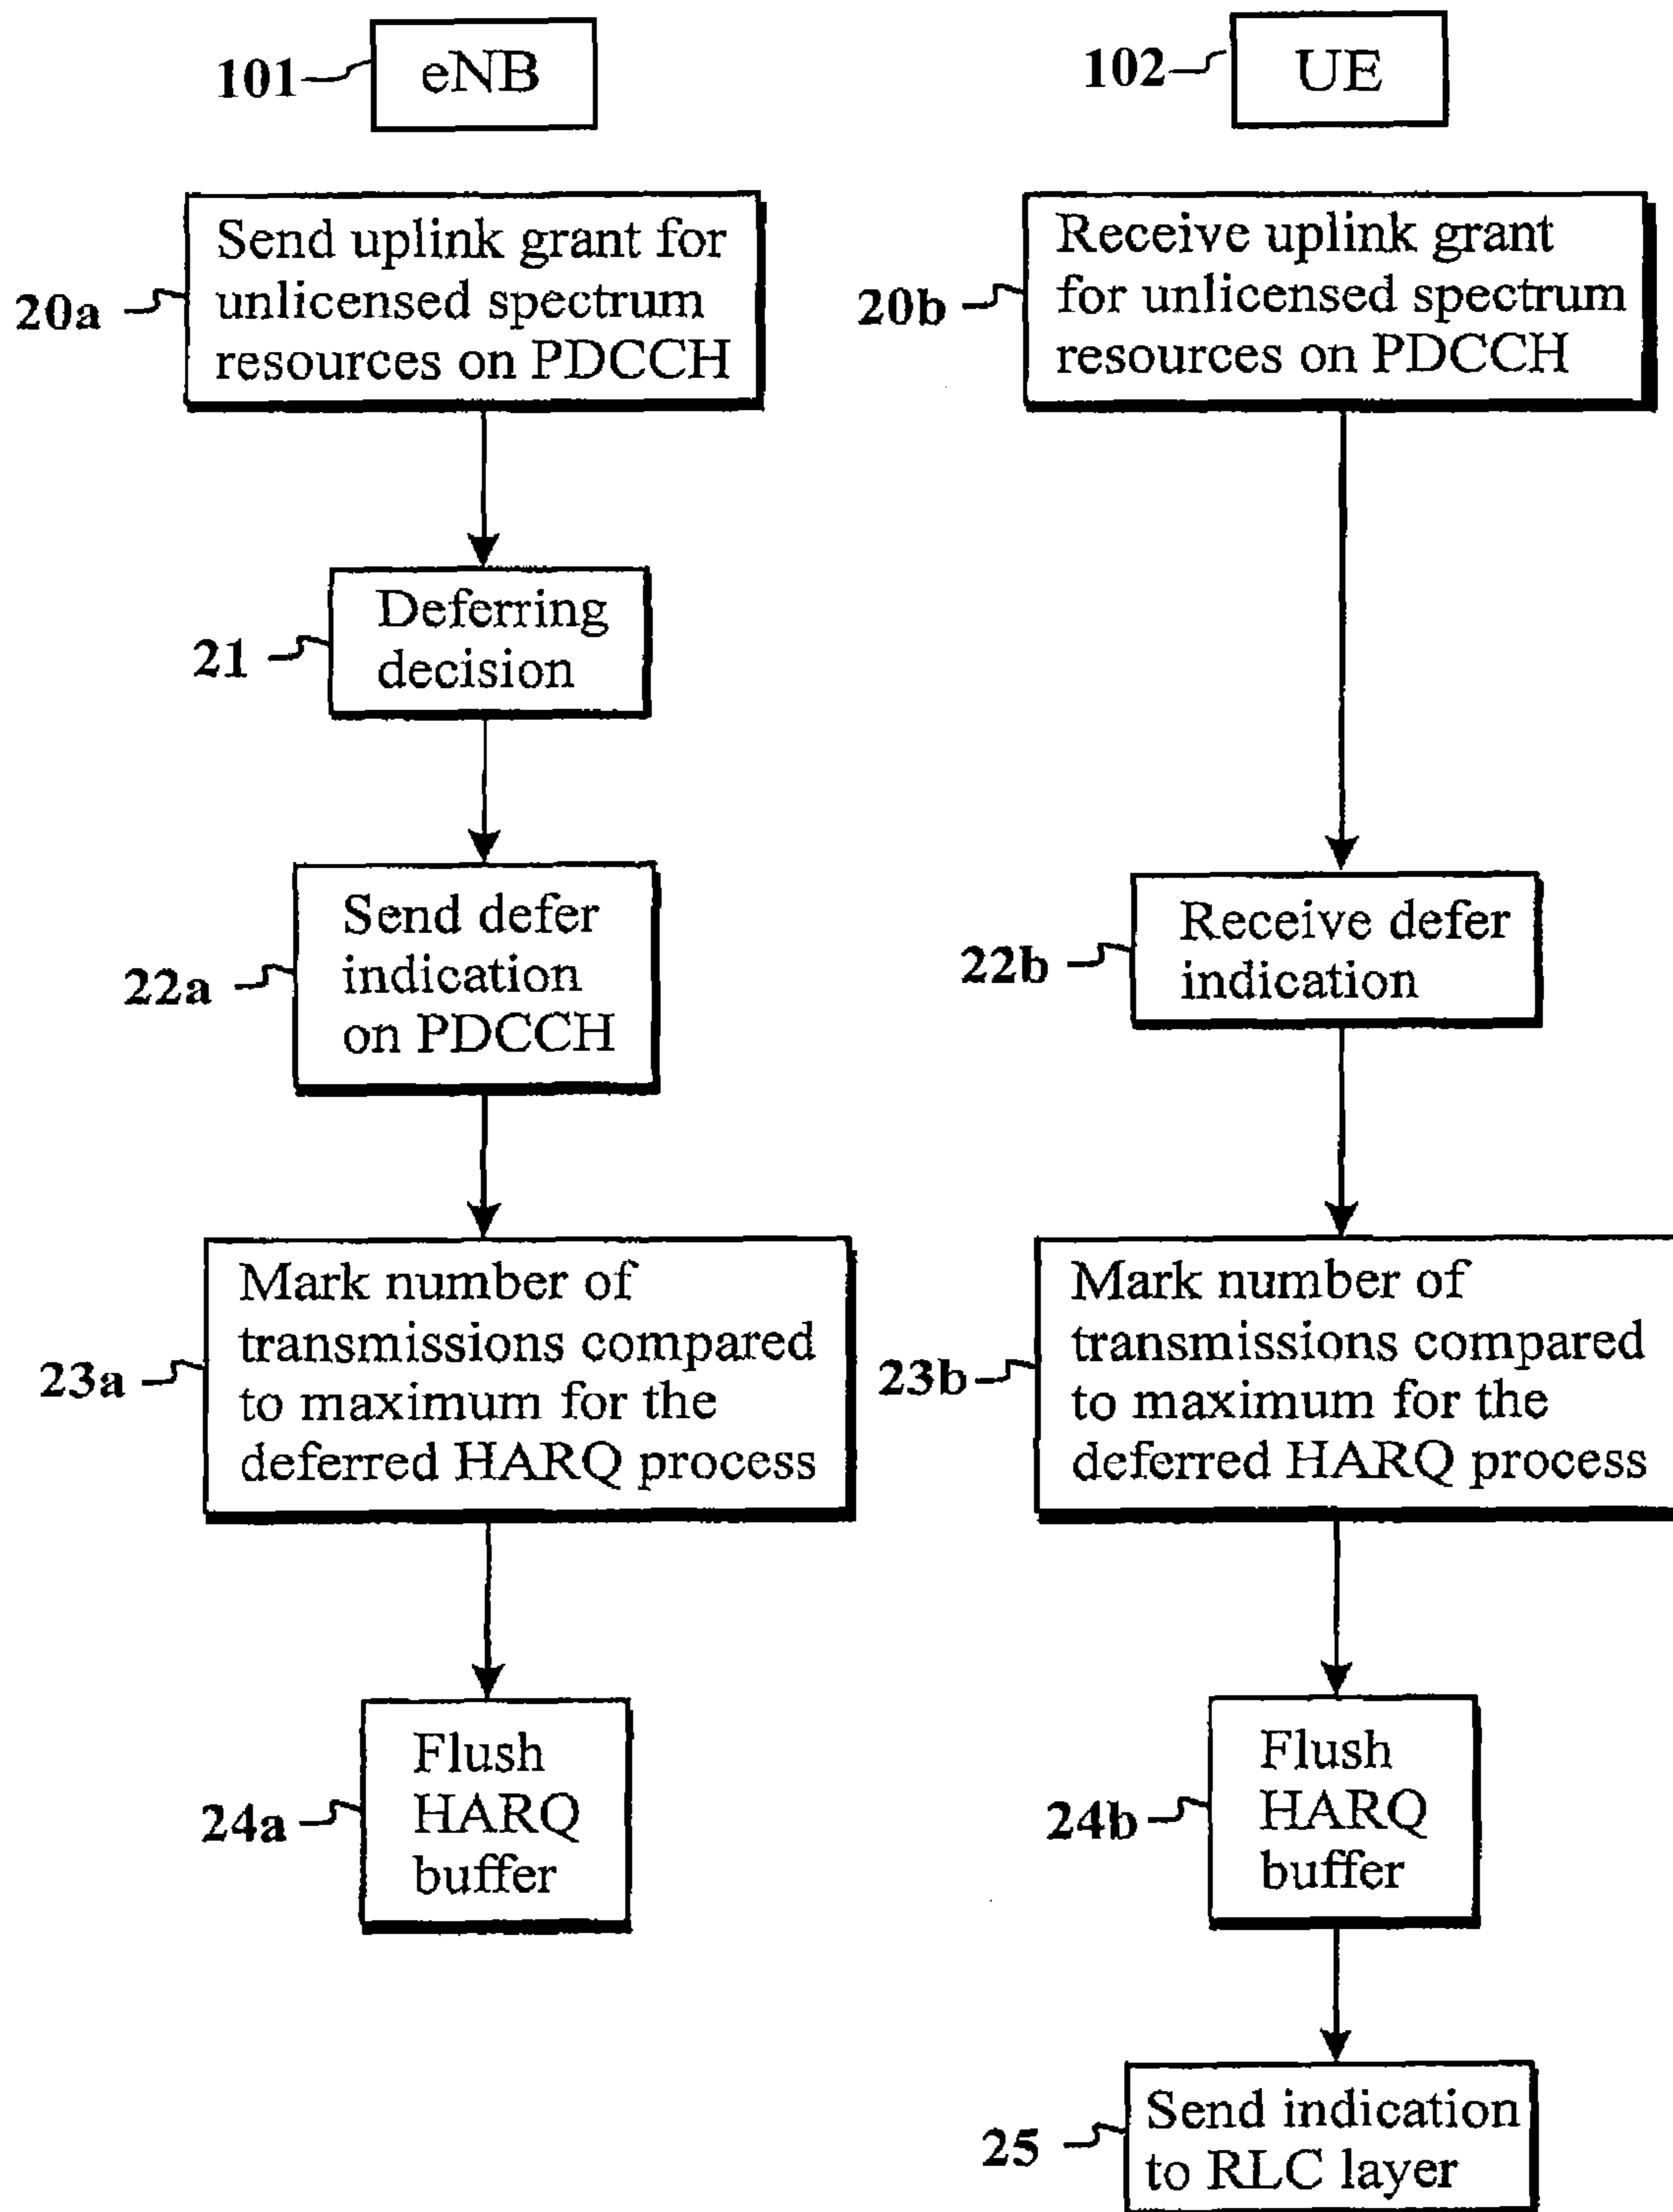 101
eNB
102
UE
20a
Send uplink grant for
unlicensed spectrum
resources on PDCCH
20b
Receive uplink grant
for unlicensed spectrum
resources on PDCCH
21
Deferring
decision
22a
Send defer
indication
on PDCCH
22b
Receive defer
indication
23a
Mark number of
transmissions compared
to maximum for the
deferred HARQ process
23b
Mark number of
transmissions compared
to maximum for the
deferred HARQ process
24a
Flush
HARQ
buffer
24b
Flush
HARQ
buffer
25
Send indication
to RLC layer